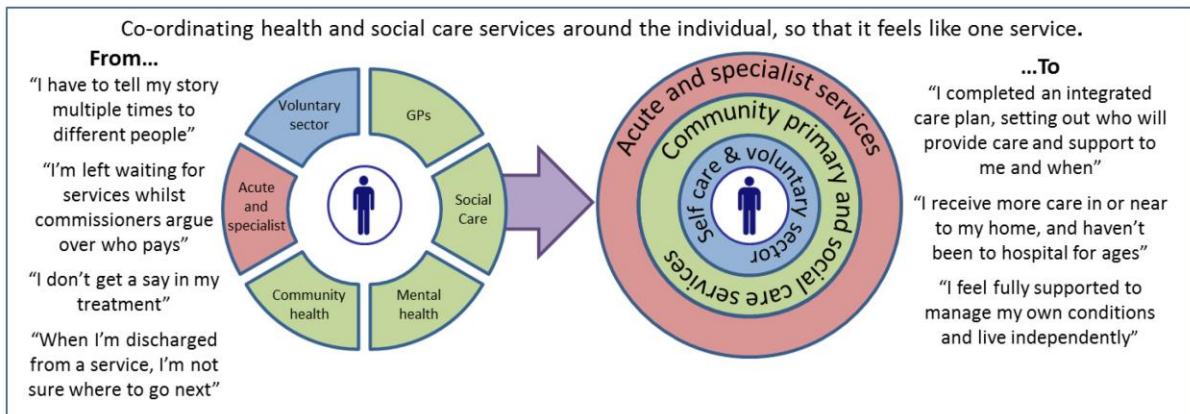 Co-ordinating health and social care services around the individual, so that it feels like one service.
From...
“I have to tell my story
multiple times to
different people”
“I’m left waiting for
services whilst
commissioners argue
over who pays”
“I don’t get a say in my
treatment”
“When I’m discharged
from a service, I’m not
sure where to go next”
Voluntary
sector
GPs
Acute
and
specialist
Social
Care
Community
health
Mental
health
Acute and specialist services
Community primary and social care services
Self care & voluntary sector
...To
“I completed an integrated
care plan, setting out who will
provide care and support to
me and when”
“I receive more care in or near
to my home, and haven’t
been to hospital for ages”
“I feel fully supported to
manage my own conditions
and live independently”